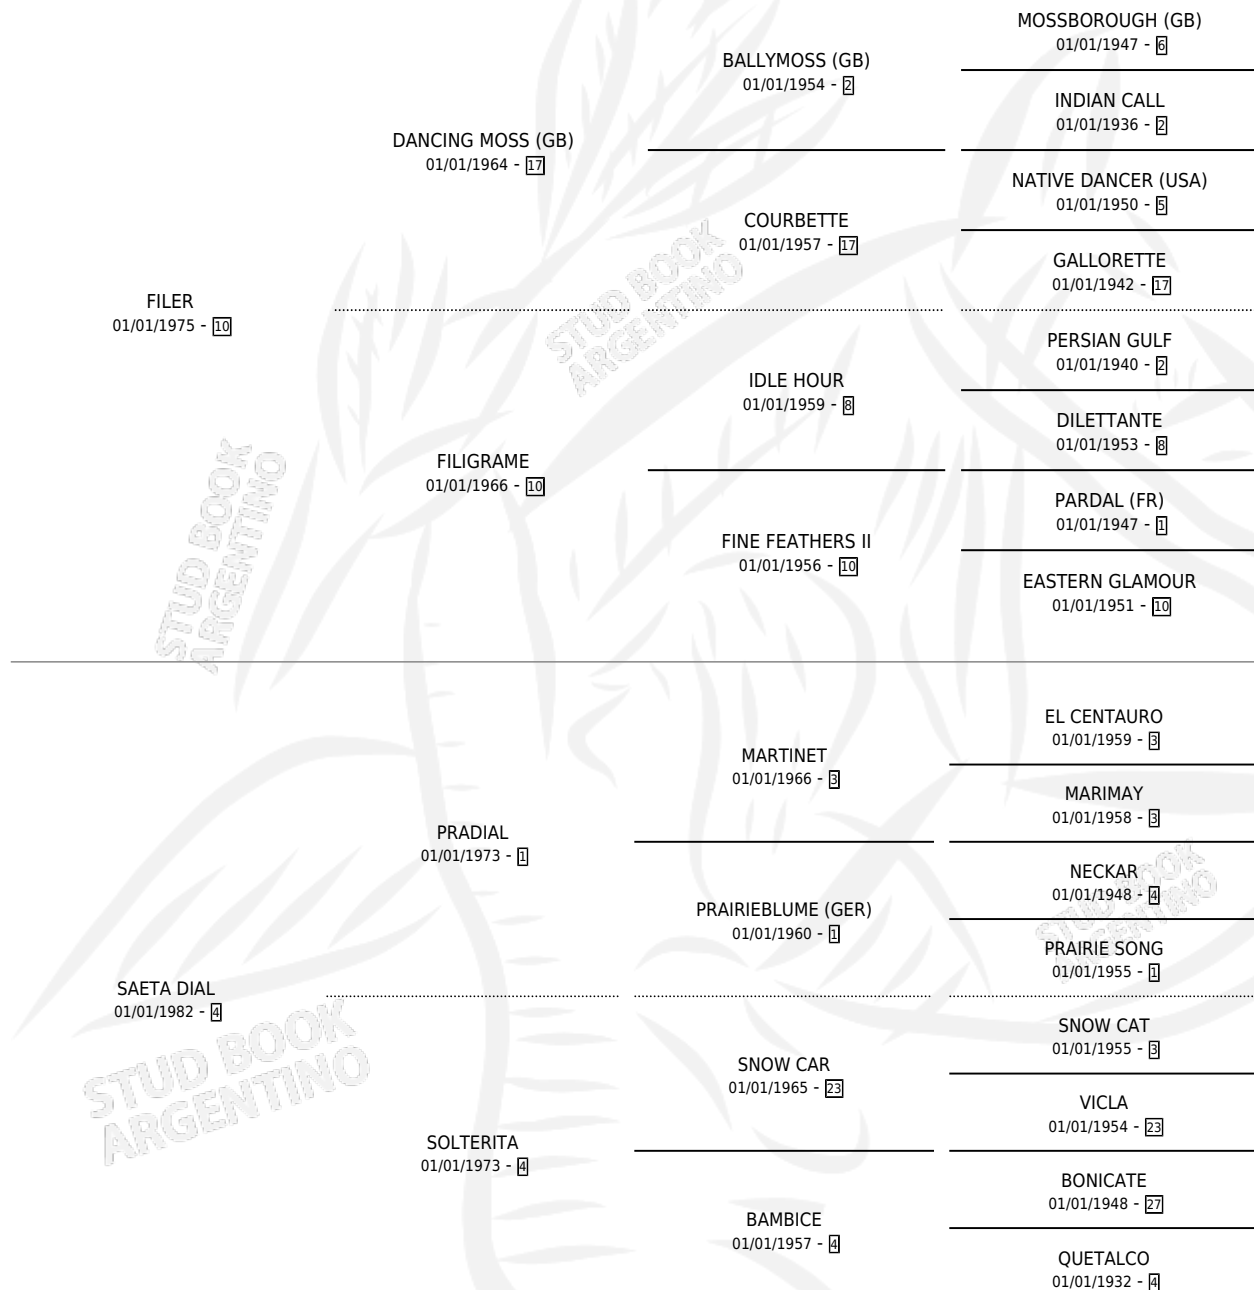 MOSSBOROUGH (GB)
01/01/1947 - 6
BALLYMOSS (GB)
01/01/1954 - 2
INDIAN CALL
01/01/1936 - 2
DANCING MOSS (GB)
01/01/1964 - 17
NATIVE DANCER (USA)
01/01/1950 - 5
COURBETTE
01/01/1957 - 17
GALLORETTE
01/01/1942 - 17
FILER
01/01/1975 - 10
PERSIAN GULF
01/01/1940 - 2
IDLE HOUR
01/01/1959 - 8
DILETTANTE
01/01/1953 - 8
FILIGRAME
01/01/1966 - 10
PARDAL (FR)
01/01/1947 - 1
FINE FEATHERS II
01/01/1956 - 10
EASTERN GLAMOUR
01/01/1951 - 10
EL CENTAURO
01/01/1959 - 3
MARTINET
01/01/1966 - 3
MARIMAY
01/01/1958 - 3
PRADIAL
01/01/1973 - 1
NECKAR
01/01/1948 - 4
PRAIRIEBLUME (GER)
01/01/1960 - 1
PRAIRIE SONG
01/01/1955 - 1
SAETA DIAL
01/01/1982 - 4
SNOW CAT
01/01/1955 - 3
SNOW CAR
01/01/1965 - 23
VICLA
01/01/1954 - 23
SOLTERITA
01/01/1973 - 4
BONICATE
01/01/1948 - 27
BAMBICE
01/01/1957 - 4
QUETALCO
01/01/1932 - 4
STUD BOOK
ARGENTINO
STUD BOOK
ARGENTINO
STUD BOOK
ARGENTINO
STUD BOOK
ARGENTINO